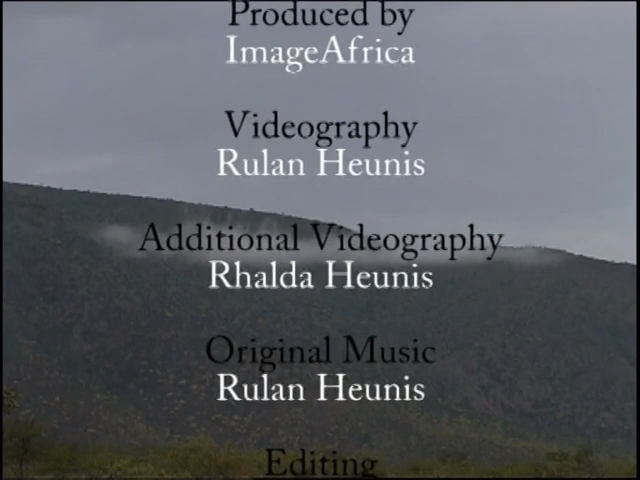 Produced by
ImageAfrica
Videography
Rulan Heunis
Additional Videography
Rhalda Heunis
Original Music
Rulan Heunis
Editing